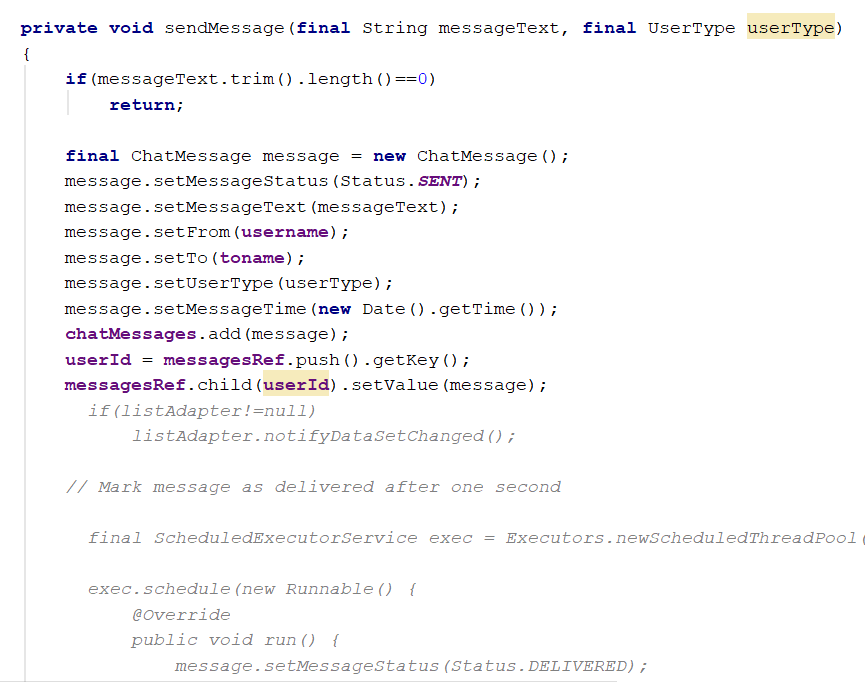 private void sendMessage(final String messageText, final UserType userType)
{
if(messageText.trim().length()==0)
return;
final ChatMessage message = new ChatMessage();
message.setMessageStatus(Status.SENT);
message.setMessageText(messageText);
message.setFrom(username);
message.setTo(toname);
message.setUserType(userType);
message.setMessageTime(new Date().getTime());
chatMessages.add(message);
userId = messagesRef.push().getKey();
messagesRef.child(userId).setValue(message);
if(listAdapter!=null)
listAdapter.notifyDataSetChanged();
// Mark message as delivered after one second
final ScheduledExecutorService exec = Executors.newScheduledThreadPool(
exec.schedule(new Runnable() {
@Override
public void run() {
message.setMessageStatus(Status.DELIVERED);